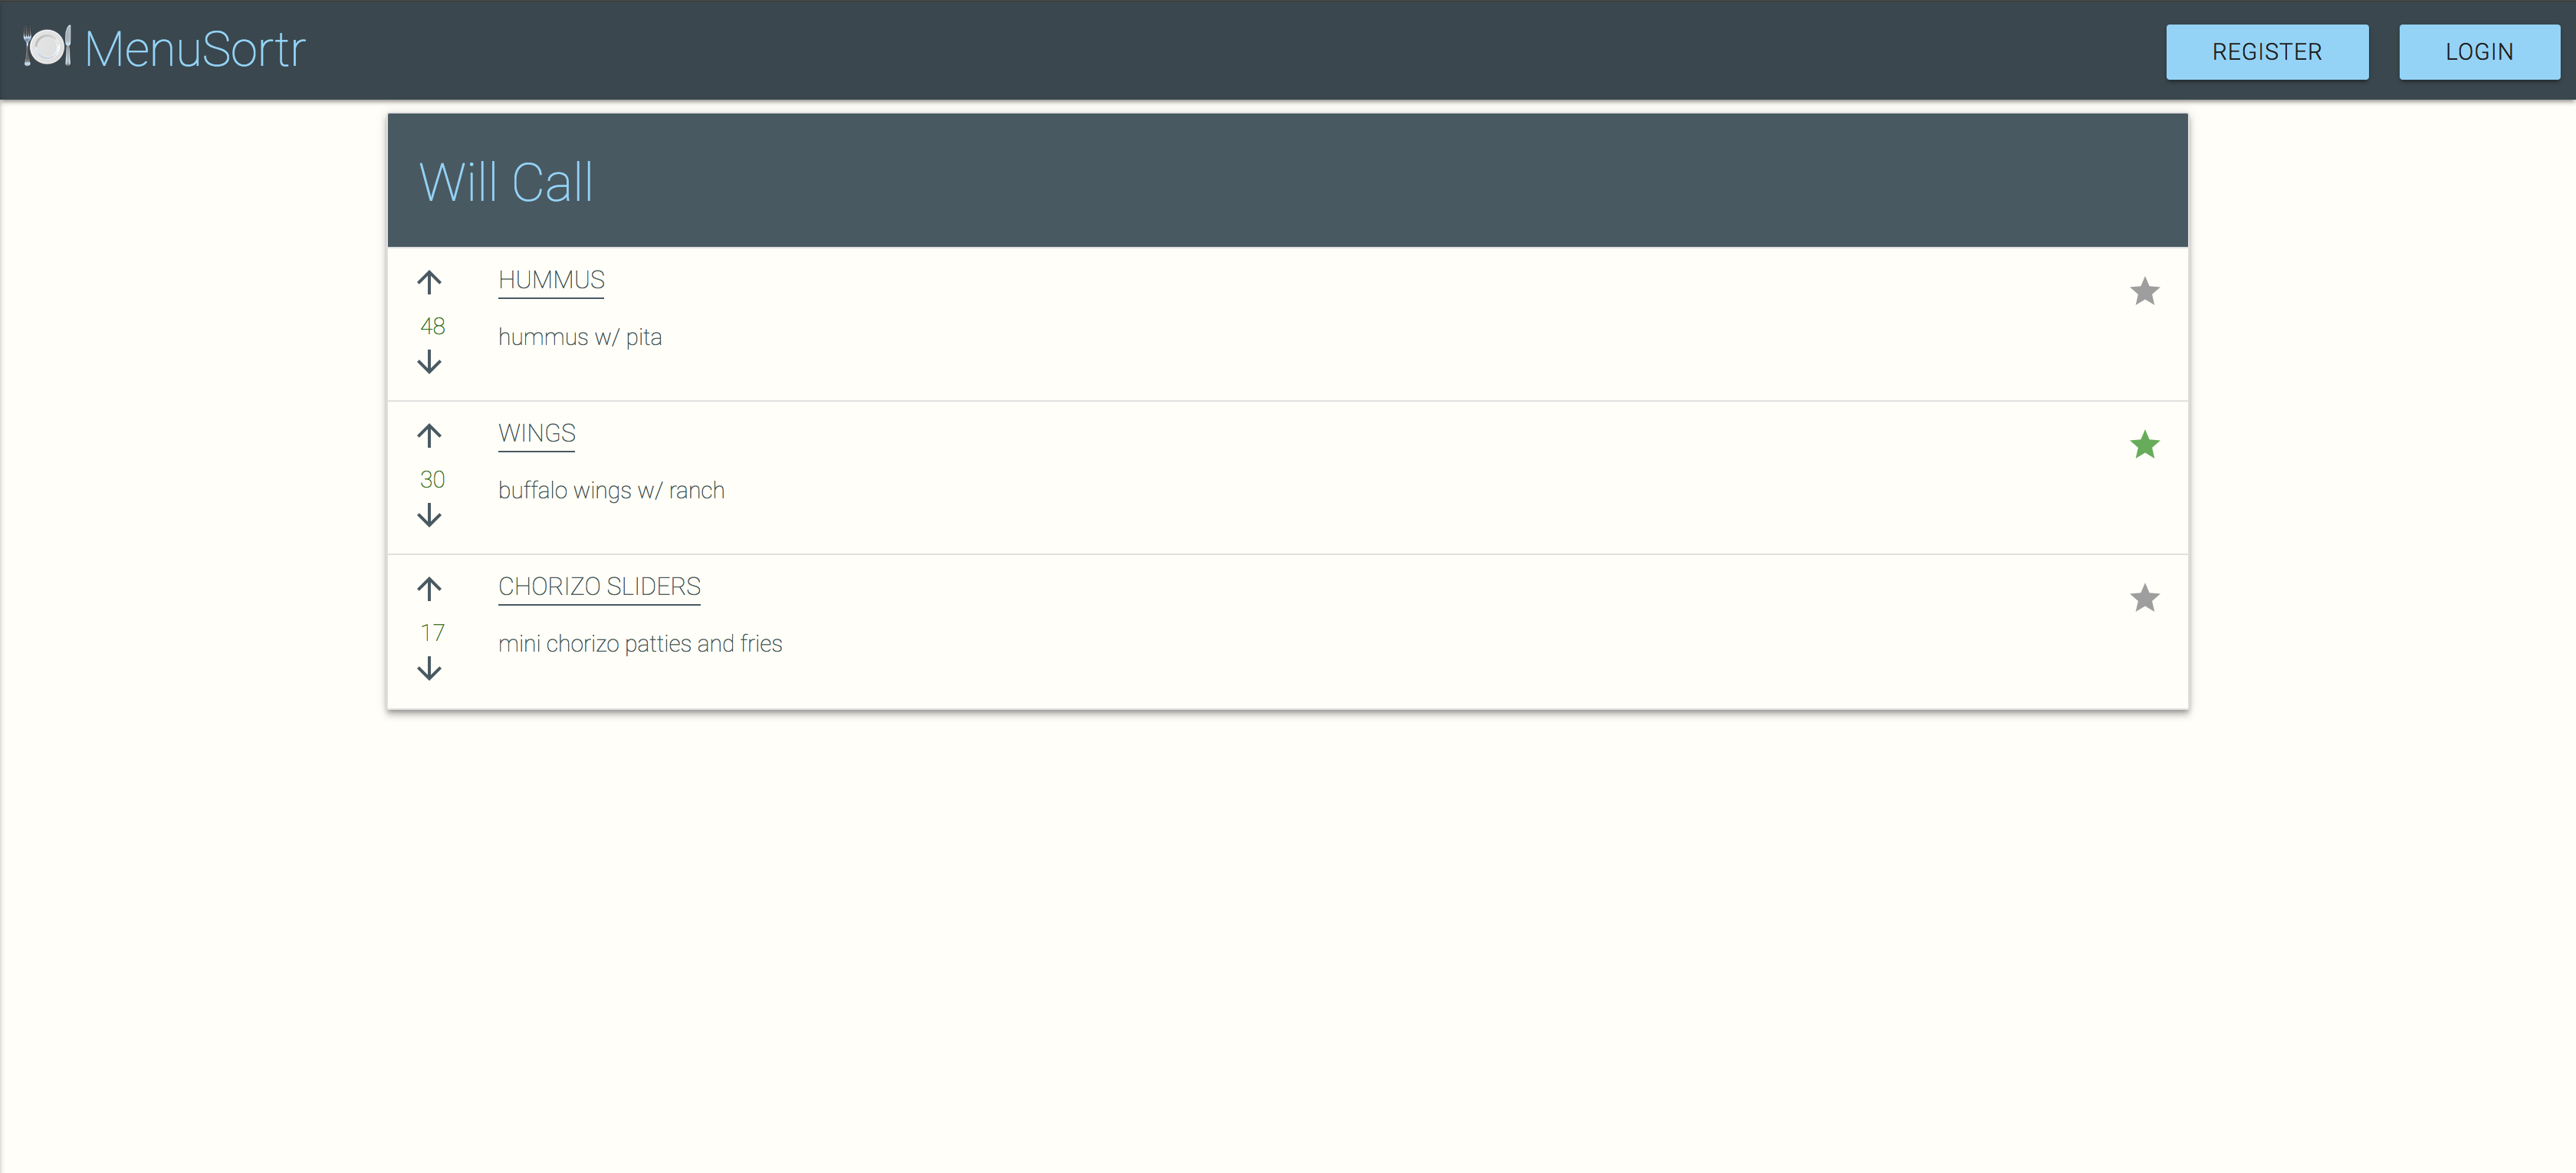 MenuSortr
REGISTER
LOGIN
Will Call
HUMMUS
48
hummus w/ pita
WINGS
30
buffalo wings w/ ranch
CHORIZO SLIDERS
17
mini chorizo patties and fries